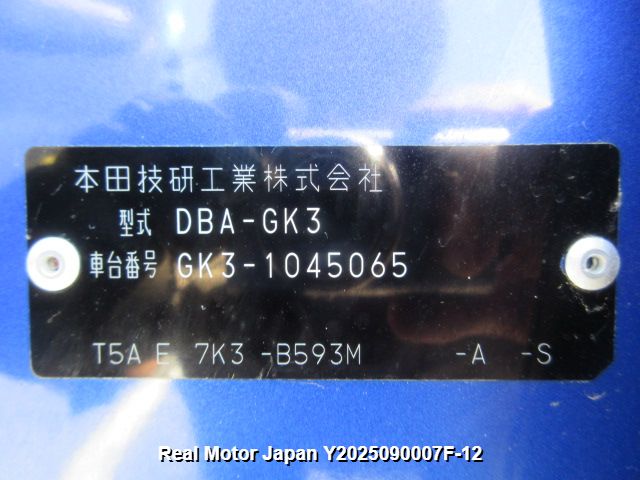 本田技研工業株式会社
型式 DBA-GK3
車台番号 GK3-1045065
T5A E 7K3 -B593M -A -S
Real Motor Japan Y2025090007F-12